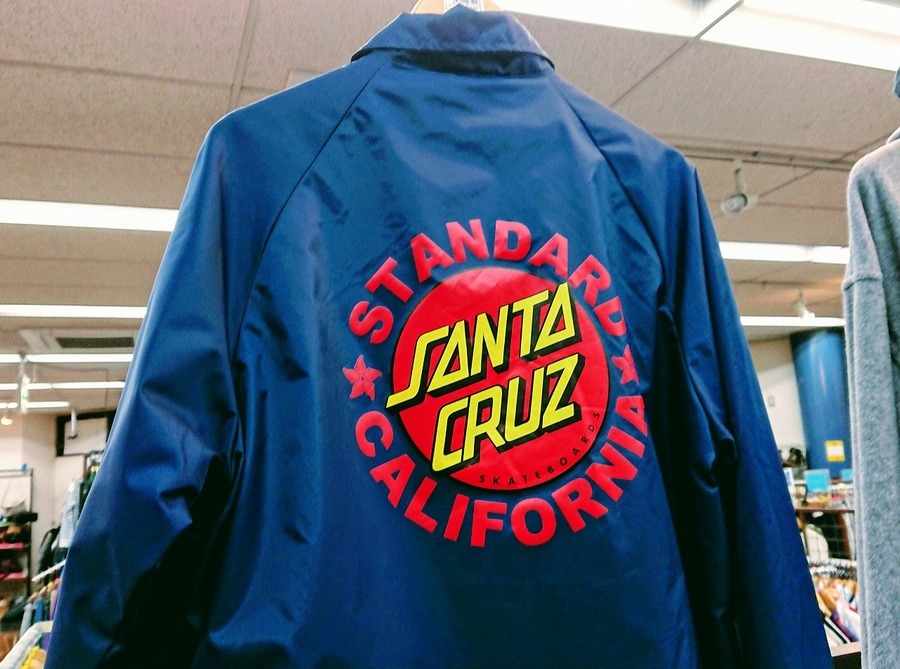 STANDARD
SANTA
CRUZ
SKATEBOARDS
CALIFORNIA